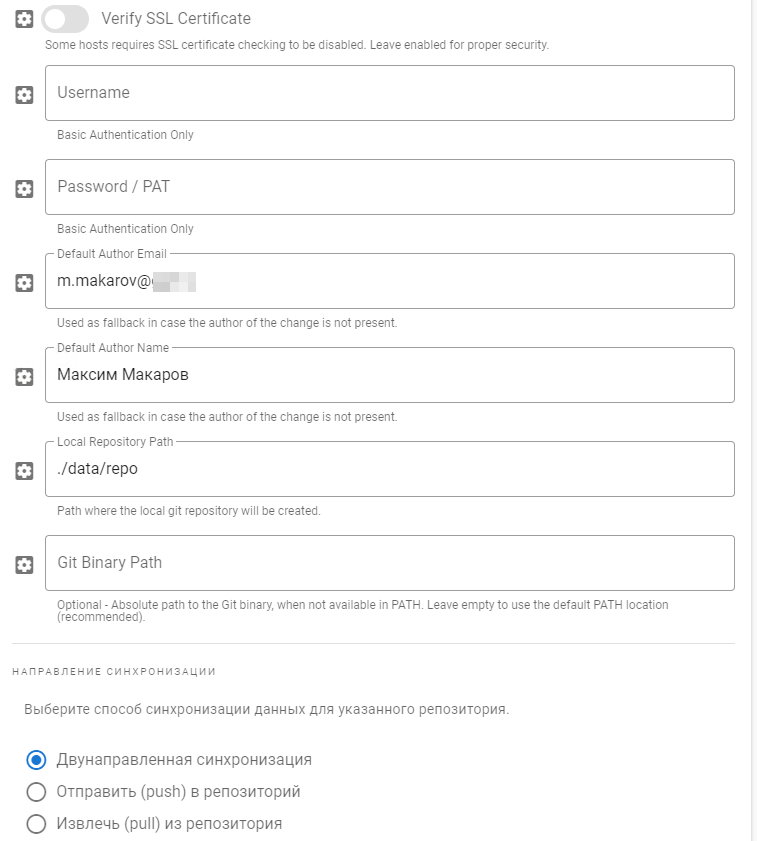 Verify SSL Certificate
Some hosts requires SSL certificate checking to be disabled. Leave enabled for proper security.
Username
Basic Authentication Only
Password / PAT
Basic Authentication Only
Default Author Email
m.makarov@
Used as fallback in case the author of the change is not present.
Default Author Name
Максим Макаров
Used as fallback in case the author of the change is not present.
Local Repository Path
./data/repo
Path where the local git repository will be created.
Git Binary Path
Optional - Absolute path to the Git binary, when not available in PATH. Leave empty to use the default PATH location
(recommended).
НАПРАВЛЕНИЕ СИНХРОНИЗАЦИИ
Выберите способ синхронизации данных для указанного репозитория.
Двунаправленная синхронизация
Отправить (push) в репозиторий
Извлечь (pull) из репозитория